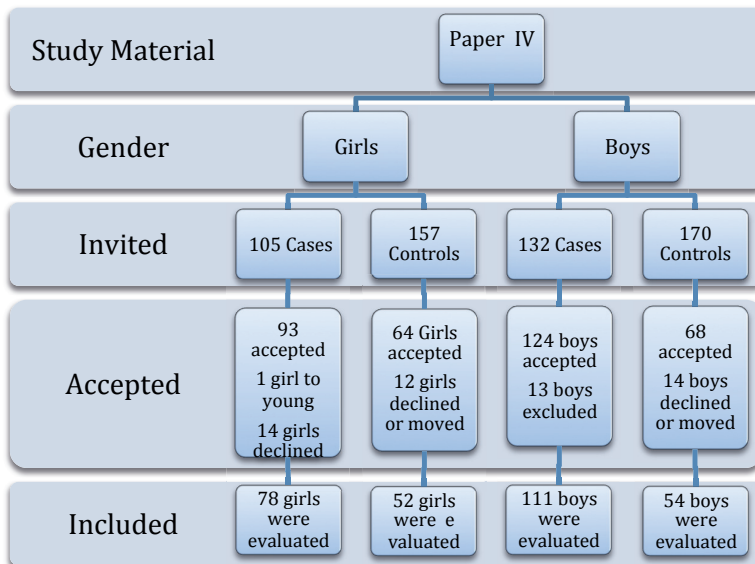 Study Material
Paper IV
Gender
Girls
Boys
Invited
105 Cases
157
Controls
132 Cases
170
Controls
Accepted
93
accepted
1 girl to
young
14 girls
declined
64 Girls
accepted
12 girls
declined
or moved
124 boys
accepted
13 boys
excluded
68
accepted
14 boys
declined
or moved
Included
78 girls
were
evaluated
52 girls
were e
valuated
111 boys
were
evaluated
54 boys
were
evaluated